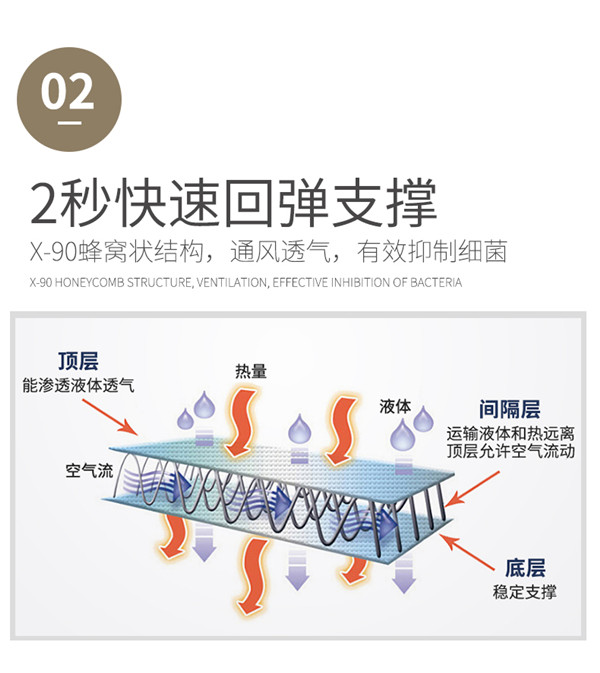 02
2秒快速回弹支撑
X-90蜂窝状结构，通风透气，有效抑制细菌
X-90 HONEYCOMB STRUCTURE, VENTILATION, EFFECTIVE INHIBITION OF BACTERIA
顶层
能渗透液体透气
热量
液体
间隔层
运输液体和热远离
顶层允许空气流动
空气流
底层
稳定支撑